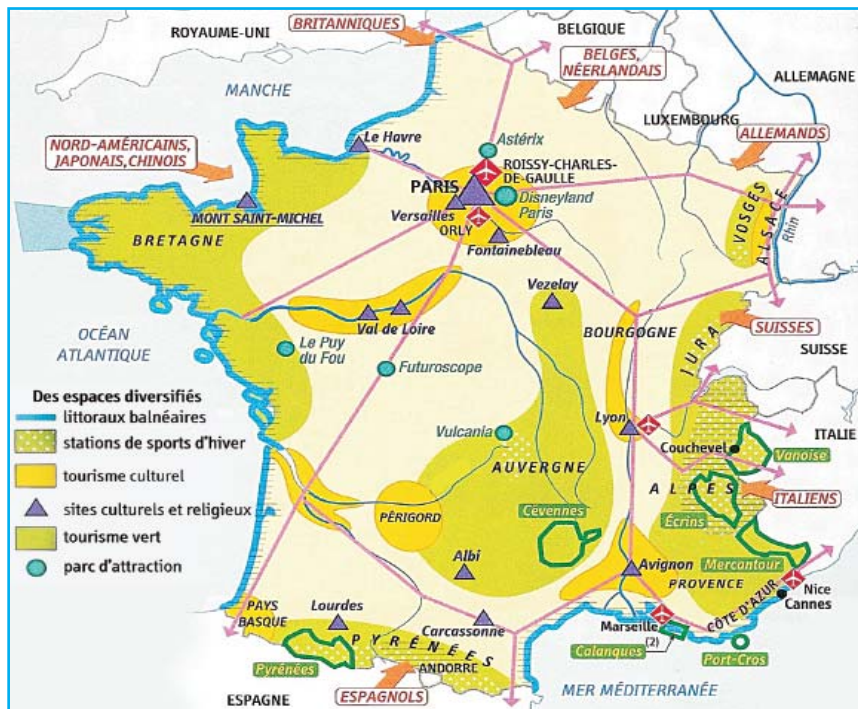 ROYAUME-UNI
BRITANNIQUES
BELGIQUE
BELGES,
NÉERLANDAIS
ALLEMAGNE
MANCHE
LUXEMBOURG
ALLEMANDS
NORD-AMÉRICAINS,
JAPONAIS, CHINOIS
Le Havre
Astérix
ROISSY-CHARLES-
DE-GAULLE
PARIS
Disneyland
Paris
Versailles
ORLY
Fontainebleau
MONT SAINT-MICHEL
BRETAGNE
VOSGES
ALSACE
Rhin
Vezelay
BOURGOGNE
JURA
SUISSES
SUISSE
Val de Loire
OCÉAN
ATLANTIQUE
Le Puy
du Fou
Futuroscope
Des espaces diversifiés
littoraux balnéaires
stations de sports d'hiver
tourisme culturel
sites culturels et religieux
tourisme vert
parc d'attraction
Lyon
Couchevel
Vanoise
ITALIE
Vulcania
AUVERGNE
ALPES
ITALIENS
Écrins
PÉRIGORD
Cévennes
Mercantour
Albi
Avignon
PROVENCE
CÔTE D'AZUR
Nice
Cannes
PAYS
BASQUE
Lourdes
Carcassonne
Marseille
(2)
Calanques
Port-Cros
PYRÉNÉES
Pyrénées
ANDORRE
ESPAGNE
ESPAGNOLS
MER MÉDITERRANÉE